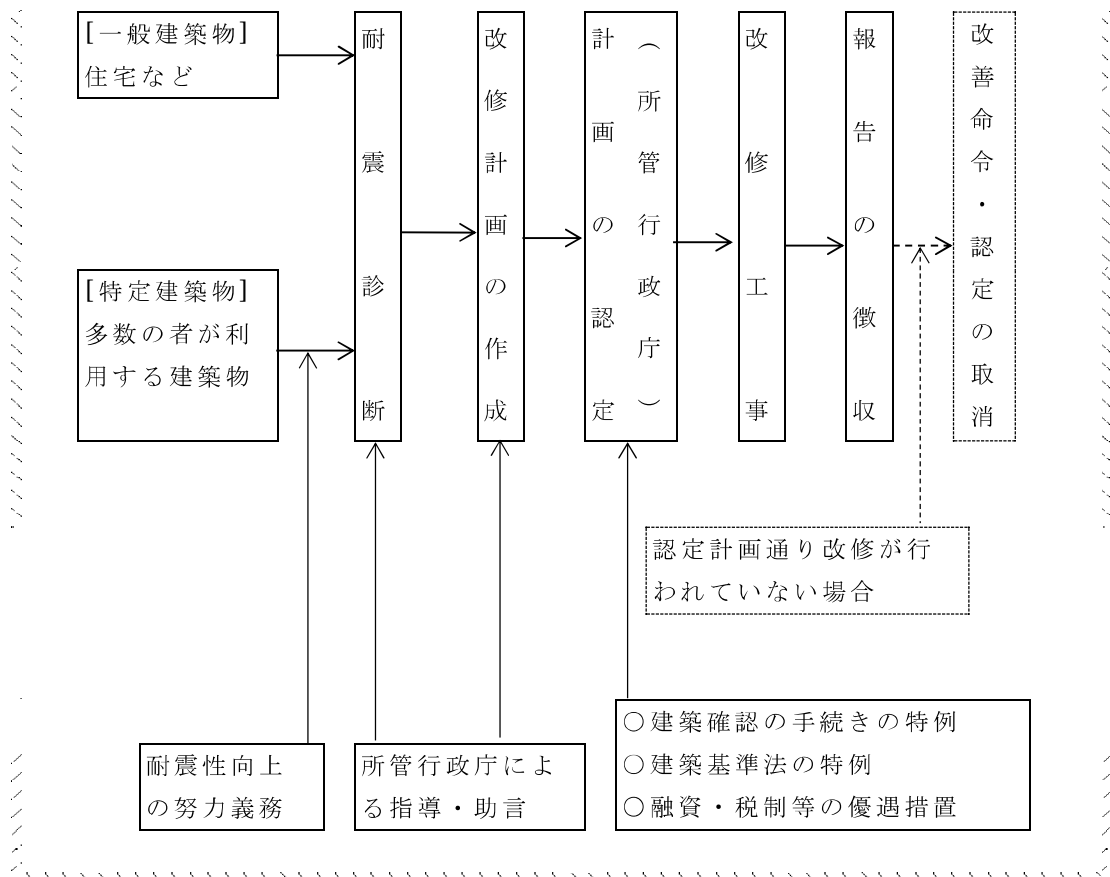 [一般建築物]
住宅など
[特定建築物]
多数の者が利
用する建築物
耐震診断
改修計画の作成
計画の認定
（所管行政庁）
改修工事
報告の徴収
改善命令・認定の取消
認定計画通り改修が行
われていない場合
耐震性向上
の努力義務
所管行政庁によ
る指導・助言
○建築確認の手続きの特例
○建築基準法の特例
○融資・税制等の優遇措置